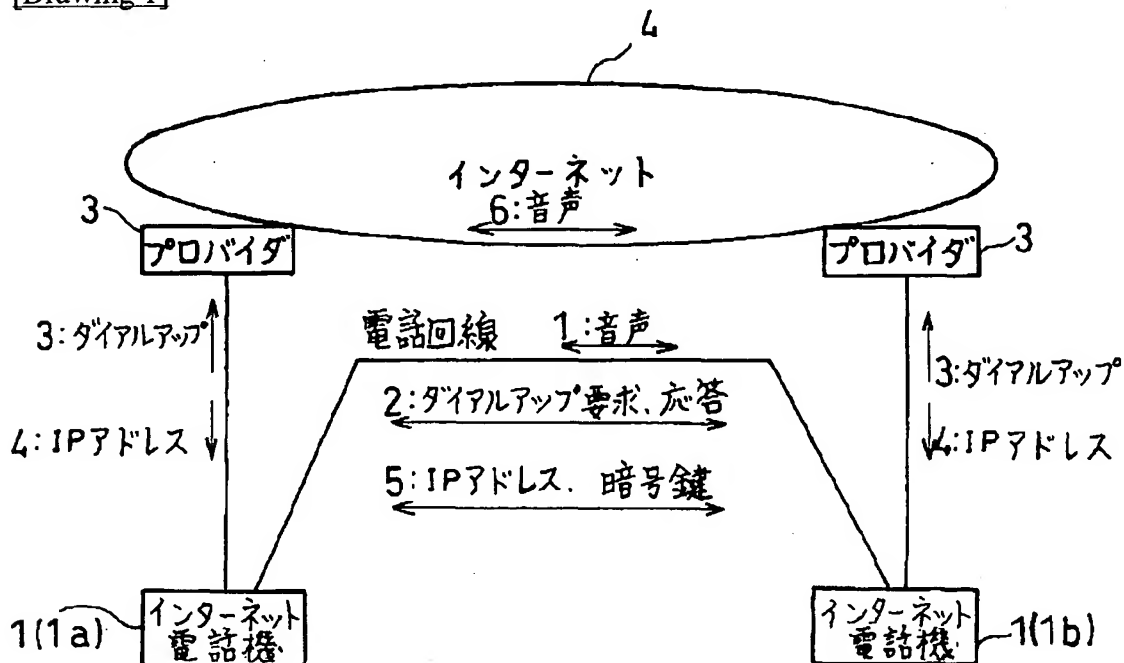 [Drawing 1]
4
インターネット
6:音声
3
プロバイダ
プロバイダ
3
3:ダイアルアップ
電話回線
1:音声
3:ダイアルアップ
2:ダイアルアップ要求、応答
4:IPアドレス
4:IPアドレス
5:IPアドレス、暗号鍵
1(1a)
インターネット
電話機
インターネット
電話機
1(1b)